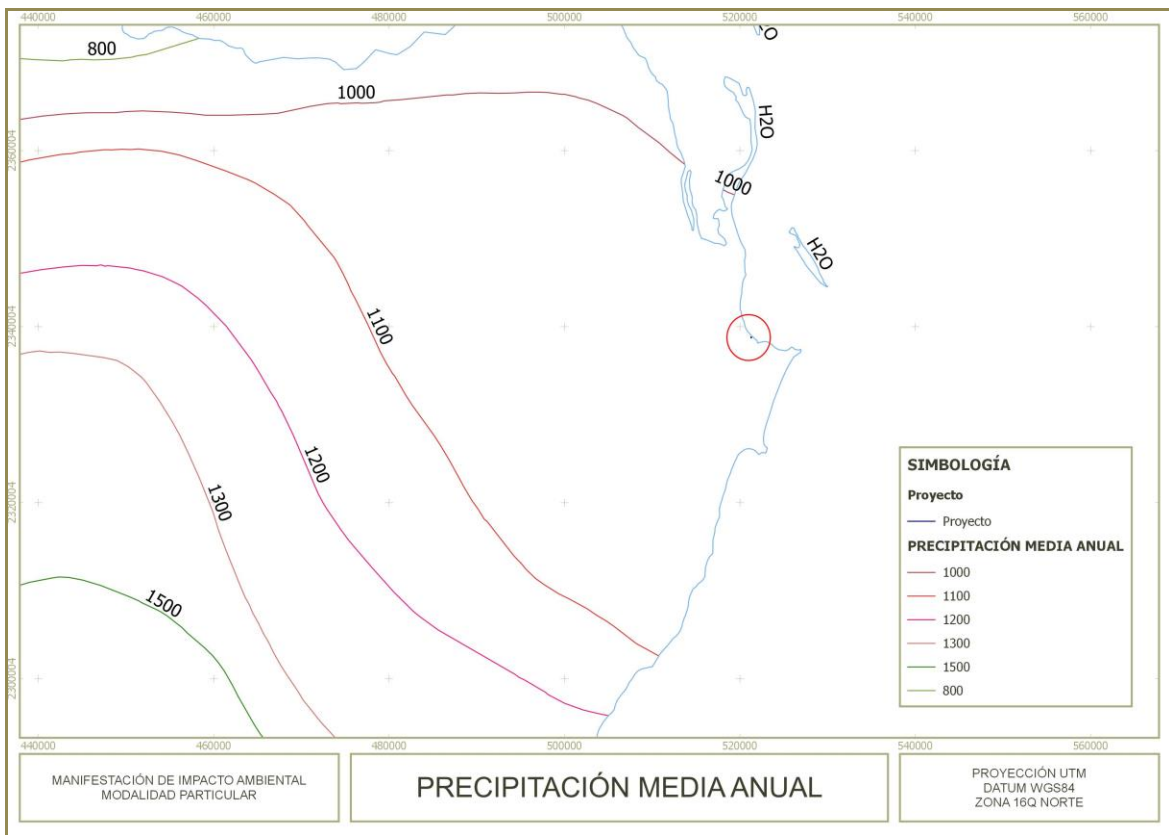 440000 460000 480000 500000 520000 540000 560000
800
1000
H2O
H2O
2360004
1000
H2O
2340004
1100
1200
1300
2320004
1500
2300004
SIMBOLOGÍA
Proyecto
Proyecto
PRECIPITACIÓN MEDIA ANUAL
1000
1100
1200
1300
1500
800
440000 460000 480000 500000 520000 540000 560000
MANIFESTACIÓN DE IMPACTO AMBIENTAL
MODALIDAD PARTICULAR
PRECIPITACIÓN MEDIA ANUAL
PROYECCIÓN UTM
DATUM WGS84
ZONA 16Q NORTE